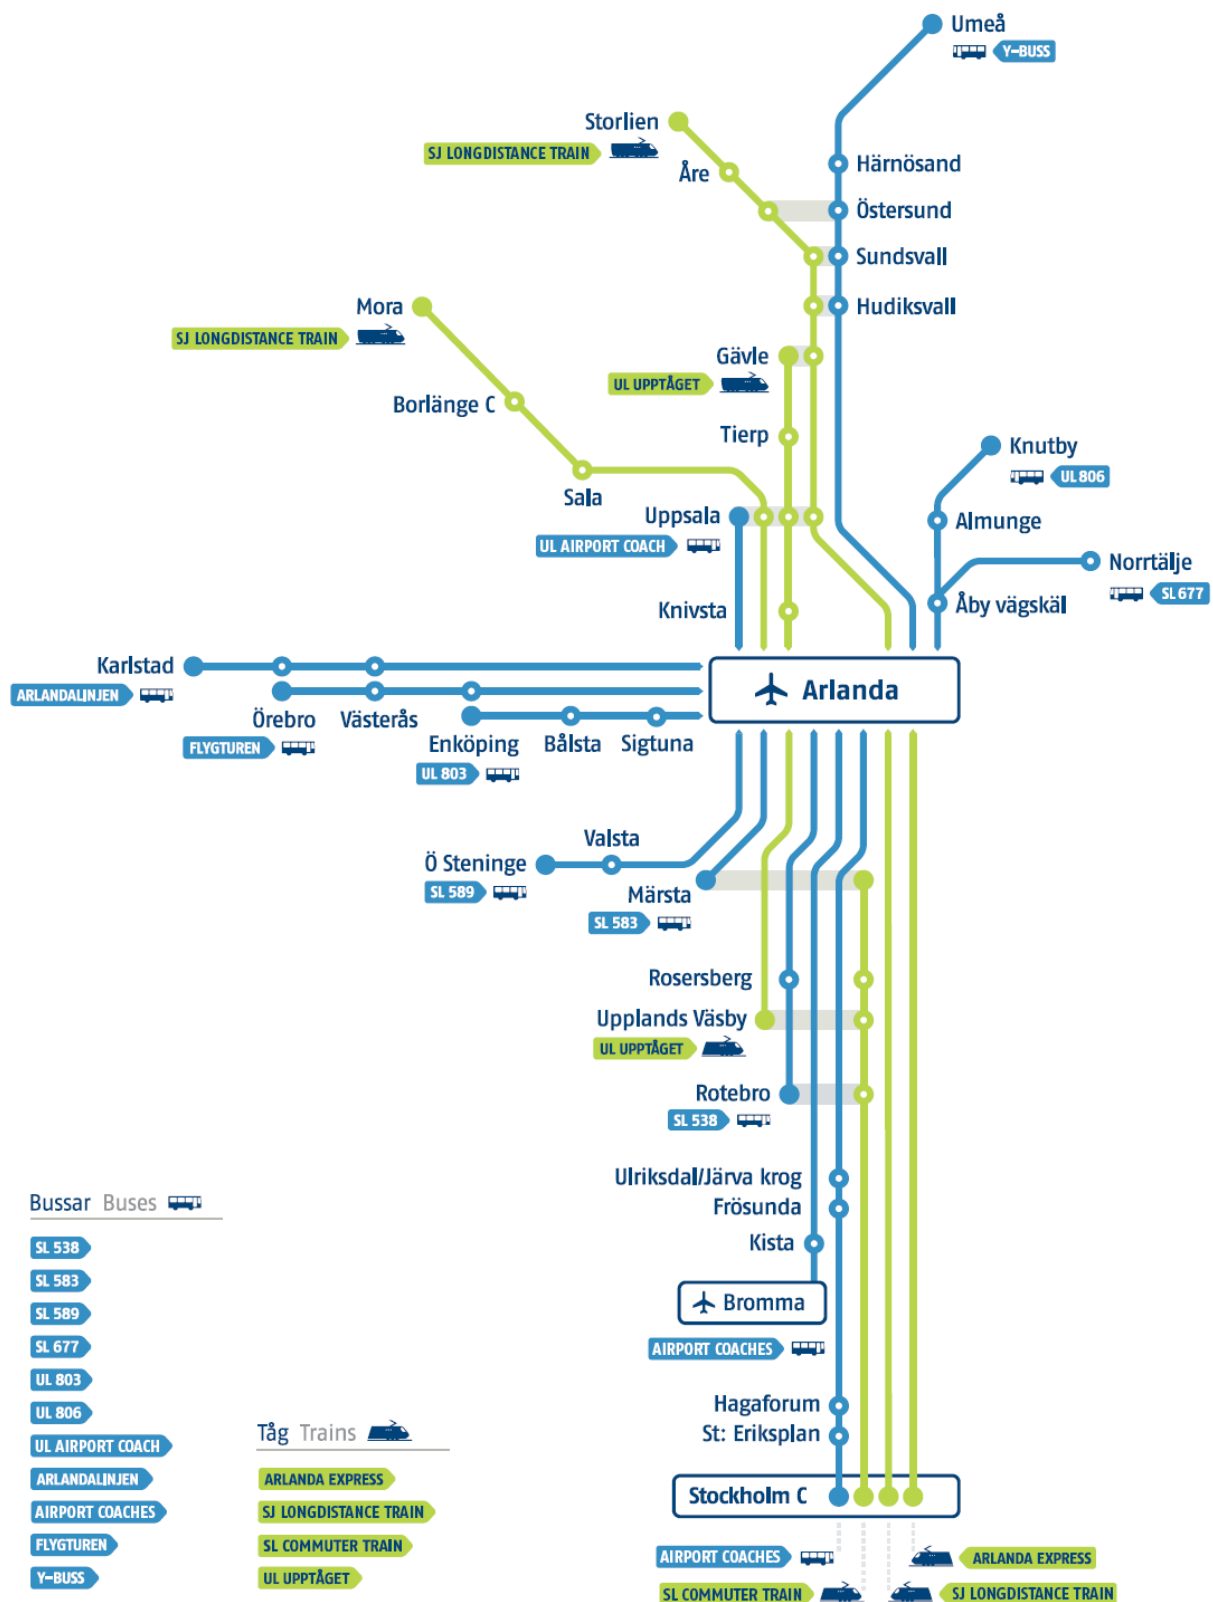 Umeå
Y-BUSS
Storlien
SJ LONGDISTANCE TRAIN
Åre
Härnösand
Östersund
Sundsvall
Mora
Hudiksvall
SJ LONGDISTANCE TRAIN
Gävle
UL UPPTÅGET
Borlänge C
Tierp
Knutby
UL 806
Sala
Uppsala
Almunge
UL AIRPORT COACH
Norrtälje
SL 677
Knivsta
Åby vägskäl
Karlstad
ARLANDALINJEN
Arlanda
Örebro
Västerås
FLYGTUREN
Enköping
Bålsta
Sigtuna
UL 803
Valsta
Ö Steninge
SL 589
Märsta
SL 583
Rosersberg
Upplands Väsby
UL UPPTÅGET
Rotebro
SL 538
Ulriksdal/Järva krog
Frösunda
Kista
Bromma
AIRPORT COACHES
Hagaforum
St: Eriksplan
Stockholm C
AIRPORT COACHES
ARLANDA EXPRESS
SL COMMUTER TRAIN
SJ LONGDISTANCE TRAIN
Bussar Buses
SL 538
SL 583
SL 589
SL 677
UL 803
UL 806
UL AIRPORT COACH
ARLANDALINJEN
AIRPORT COACHES
FLYGTUREN
Y-BUSS
Tåg Trains
ARLANDA EXPRESS
SJ LONGDISTANCE TRAIN
SL COMMUTER TRAIN
UL UPPTÅGET